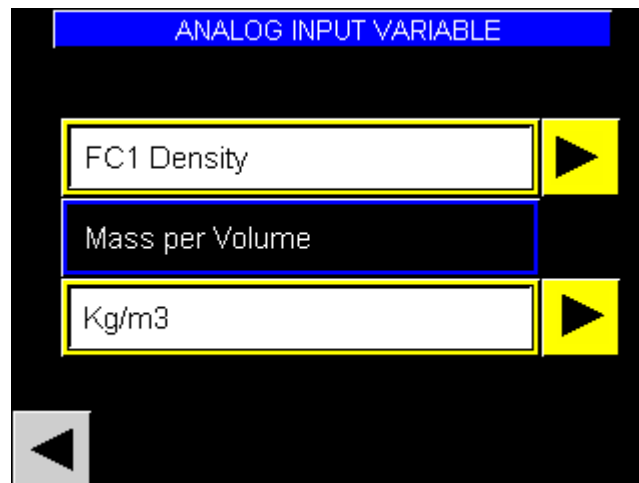 ANALOG INPUT VARIABLE
FC1 Density
Mass per Volume
Kg/m3